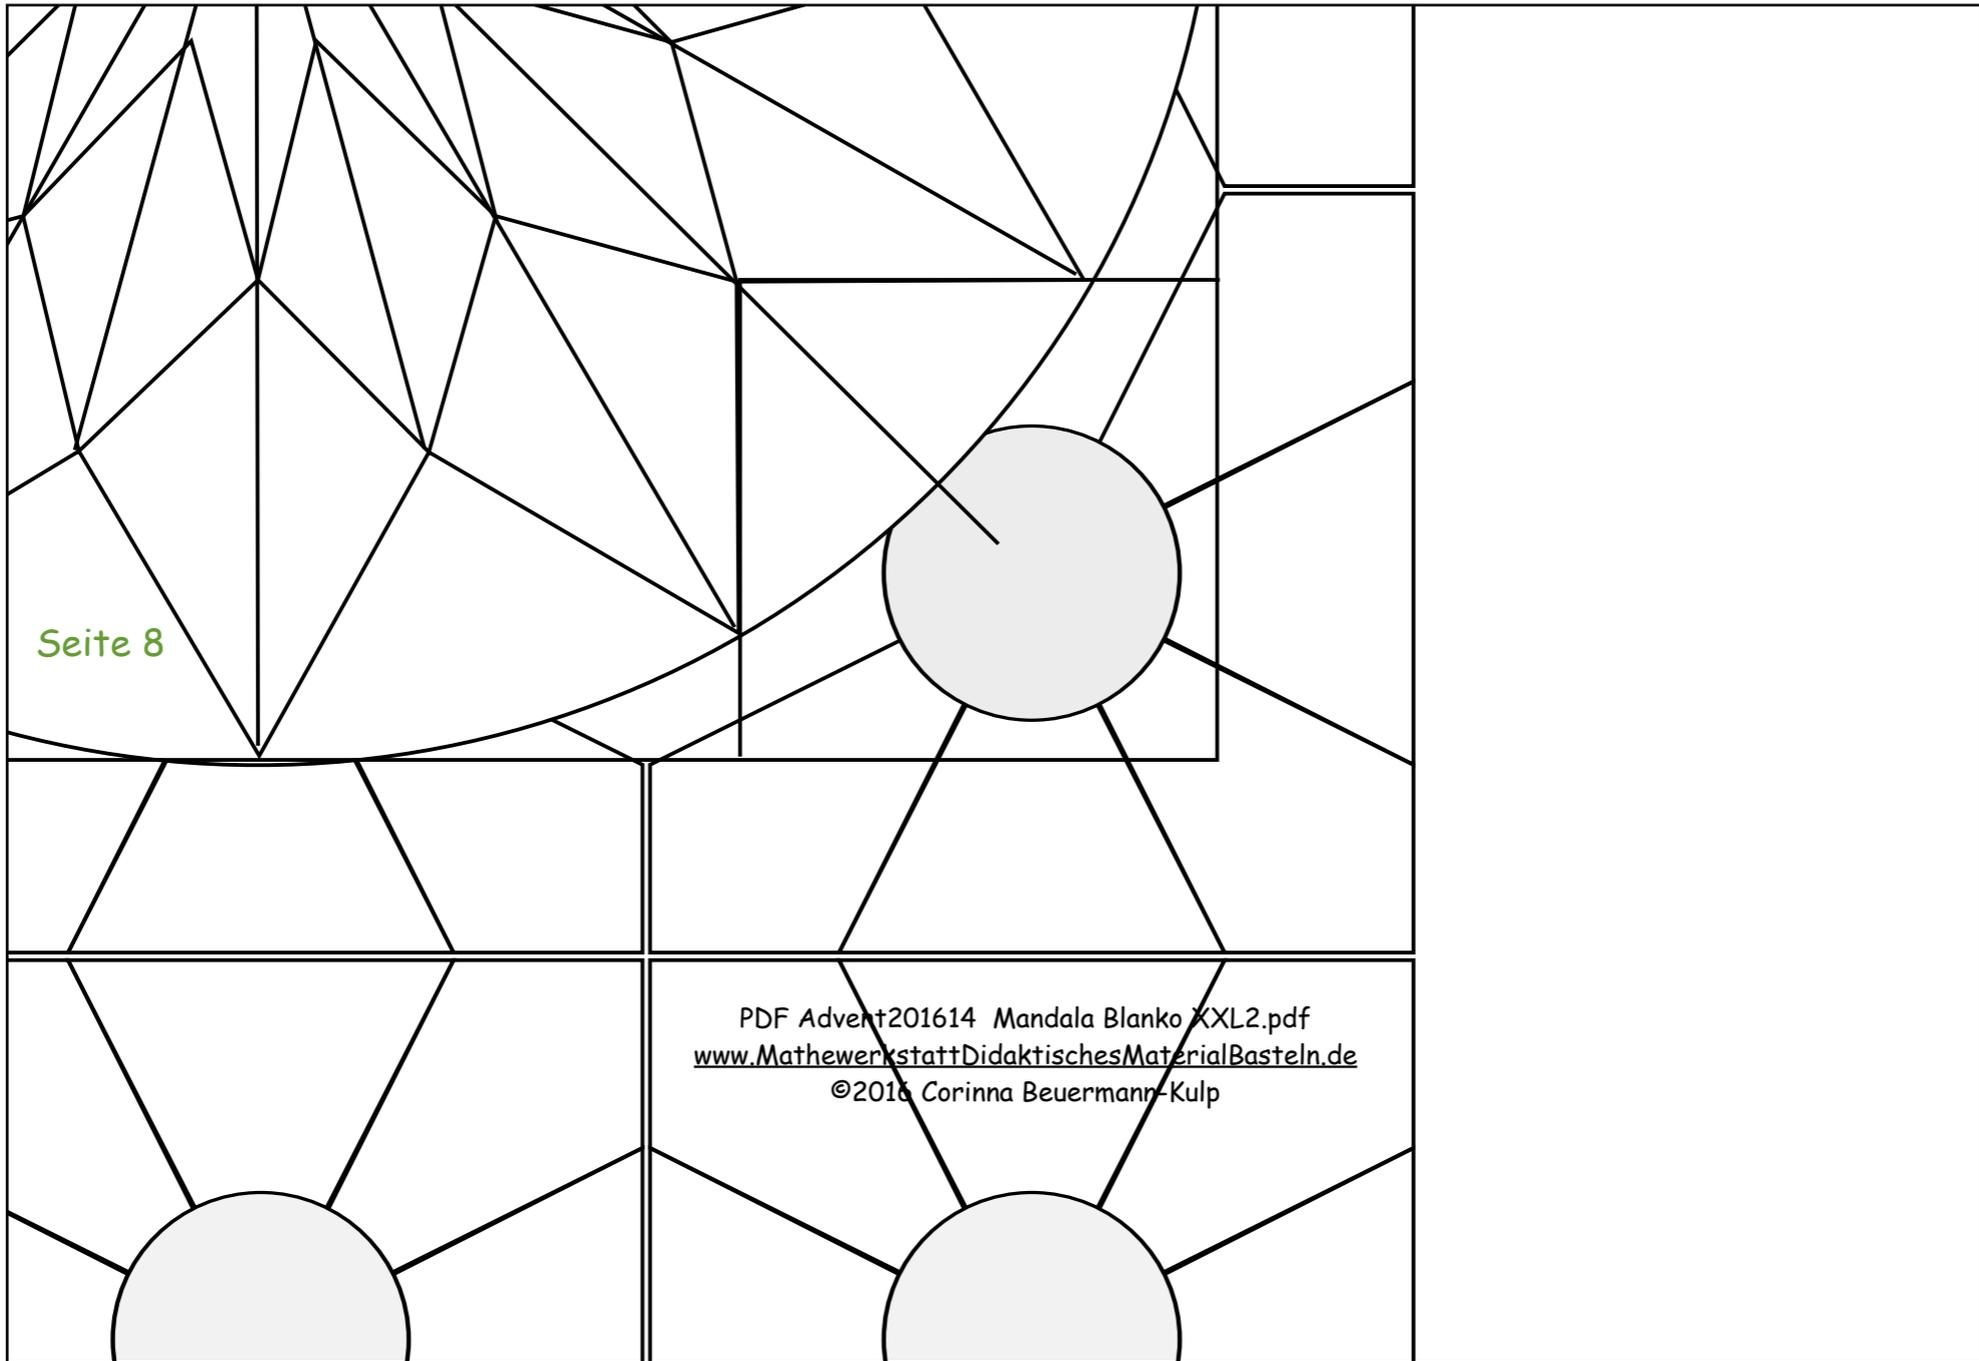 Seite 8
PDF Advent201614 Mandala Blanko XXL2.pdf
www.MathewerkstattDidaktischesMaterialBasteln.de
©2016 Corinna Beuermann-Kulp